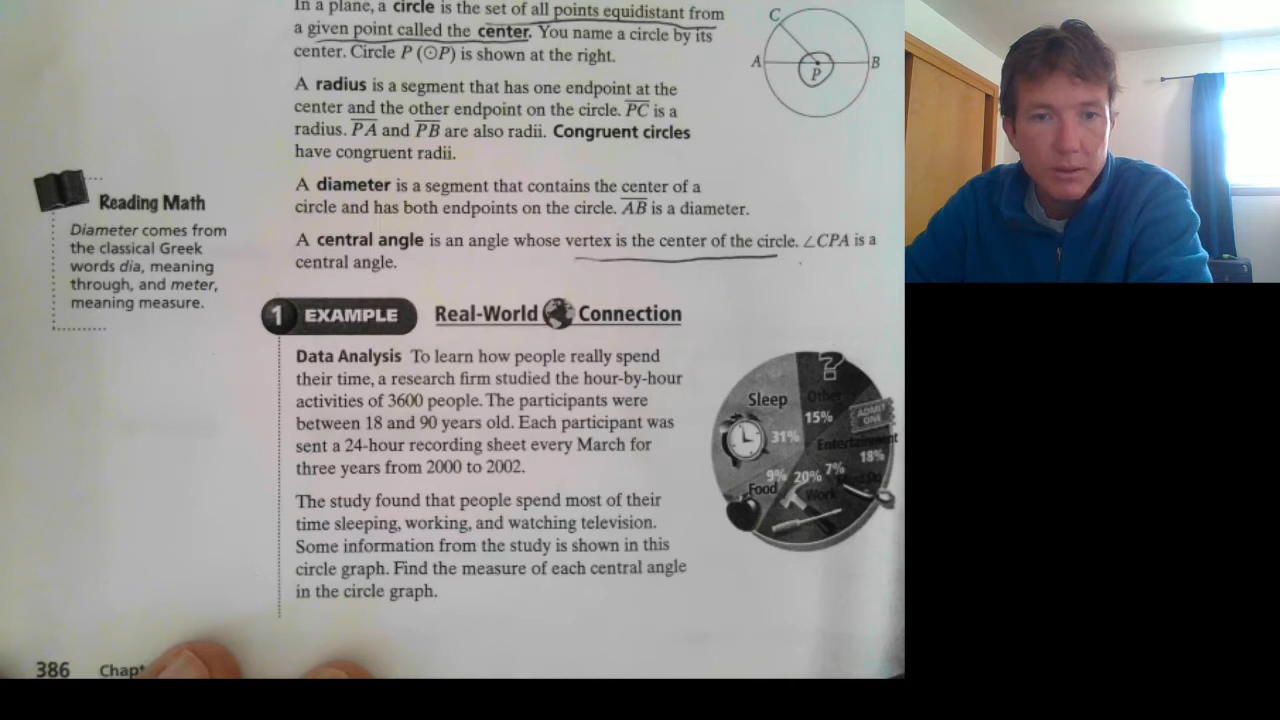 In a plane, a circle is the set of all points equidistant from
a given point called the center. You name a circle by its
center. Circle P (⊙P) is shown at the right.
C
A
B
P
A radius is a segment that has one endpoint at the
center and the other endpoint on the circle. PC is a
radius. PA and PB are also radii. Congruent circles
have congruent radii.
A diameter is a segment that contains the center of a
circle and has both endpoints on the circle. AB is a diameter.
A central angle is an angle whose vertex is the center of the circle. ∠CPA is a
central angle.
Reading Math
Diameter comes from
the classical Greek
words dia, meaning
through, and meter,
meaning measure.
1 EXAMPLE Real-World Connection
Data Analysis To learn how people really spend
their time, a research firm studied the hour-by-hour
activities of 3600 people. The participants were
between 18 and 90 years old. Each participant was
sent a 24-hour recording sheet every March for
three years from 2000 to 2002.
The study found that people spend most of their
time sleeping, working, and watching television.
Some information from the study is shown in this
circle graph. Find the measure of each central angle
in the circle graph.
?
Sleep
31%
Other
15%
ADMIT
ONE
Entertainment
18%
7%
20%
Work
9%
Food
386